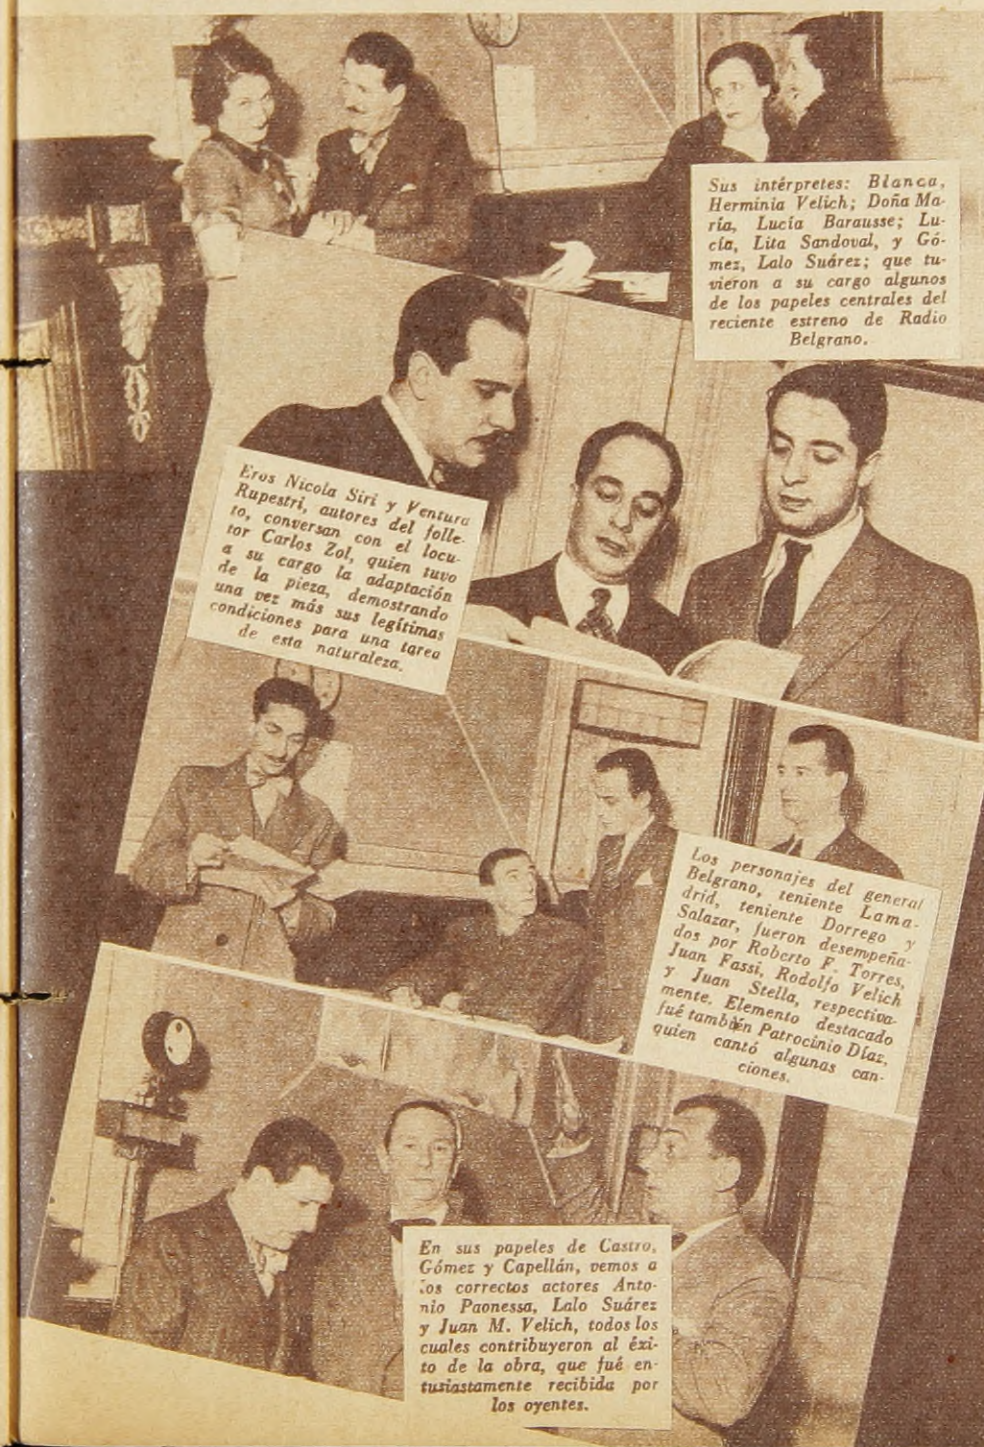 Sus intérpretes: Blanca,
Herminia Velich; Doña Ma-
ría, Lucía Barausse; Lu-
cía, Lita Sandoval, y Gó-
mez, Lalo Suárez; que tu-
vieron a su cargo algunos
de los papeles centrales del
reciente estreno de Radio
Belgrano.
Eros Nicola Siri y Ventura
Rupestri, autores del folle-
to, conversan con el locu-
tor Carlos Zol, quien tuvo
a su cargo la adaptación
de la pieza, demostrando
una vez más sus legítimas
condiciones para una tarea
de esta naturaleza.
Los personajes del general
Belgrano, teniente Lama-
drid, teniente Dorrego y
Salazar, fueron desempeña-
dos por Roberto F. Torres,
Juan Fassi, Rodolfo Velich
y Juan Stella, respectiva-
mente. Elemento destacado
fué también Patrocinio Díaz,
quien cantó algunas can-
ciones.
En sus papeles de Castro,
Gómez y Capellán, vemos a
los correctos actores Anto-
nio Paonessa, Lalo Suárez
y Juan M. Velich, todos los
cuales contribuyeron al éxi-
to de la obra, que fué en-
tusiastamente recibida por
los oyentes.